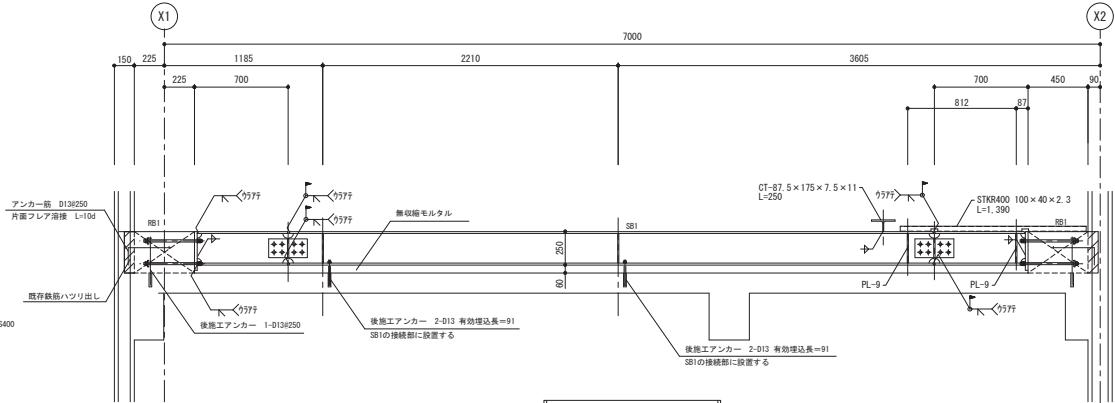 X1
X2
7000
150
225
1185
2210
3605
225
700
700
450
90
812
87
CT-87.5×175×7.5×11
L=250
ウラアテ
ウラアテ
ウラアテ
ウラアテ
STKR400 100×40×2.3
L=1,390
アンカー筋 D13@250
片面フレア溶接 L=10d
RB1
無収縮モルタル
SB1
RB1
250
60
PL-9
PL-9
既存鉄筋ハツリ出し
ウラアテ
ウラアテ
S400
後施工アンカー 1-D13@250
後施工アンカー 2-D13 有効埋込長=91
SB1の接続部に設置する
後施工アンカー 2-D13 有効埋込長=91
SB1の接続部に設置する